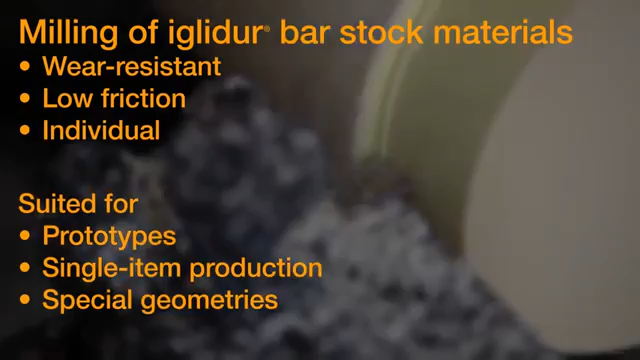 Milling of iglidur® bar stock materials
• Wear-resistant
• Low friction
• Individual
Suited for
• Prototypes
• Single-item production
• Special geometries